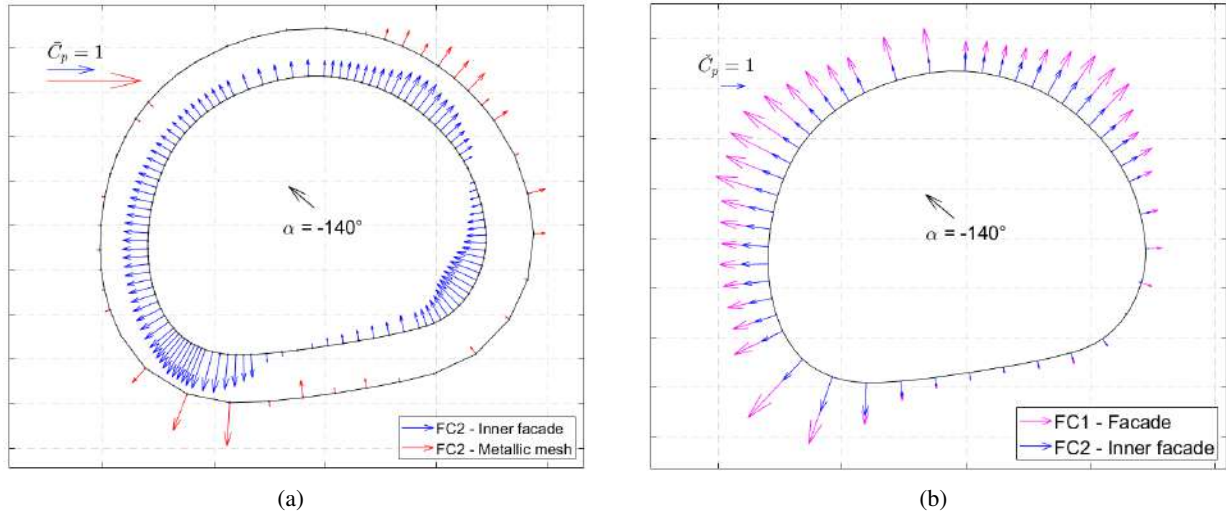 C̄ₚ = 1
α = -140°
FC2 - Inner facade
FC2 - Metallic mesh
(a)
Č̌ₚ = 1
α = -140°
FC1 - Facade
FC2 - Inner facade
(b)